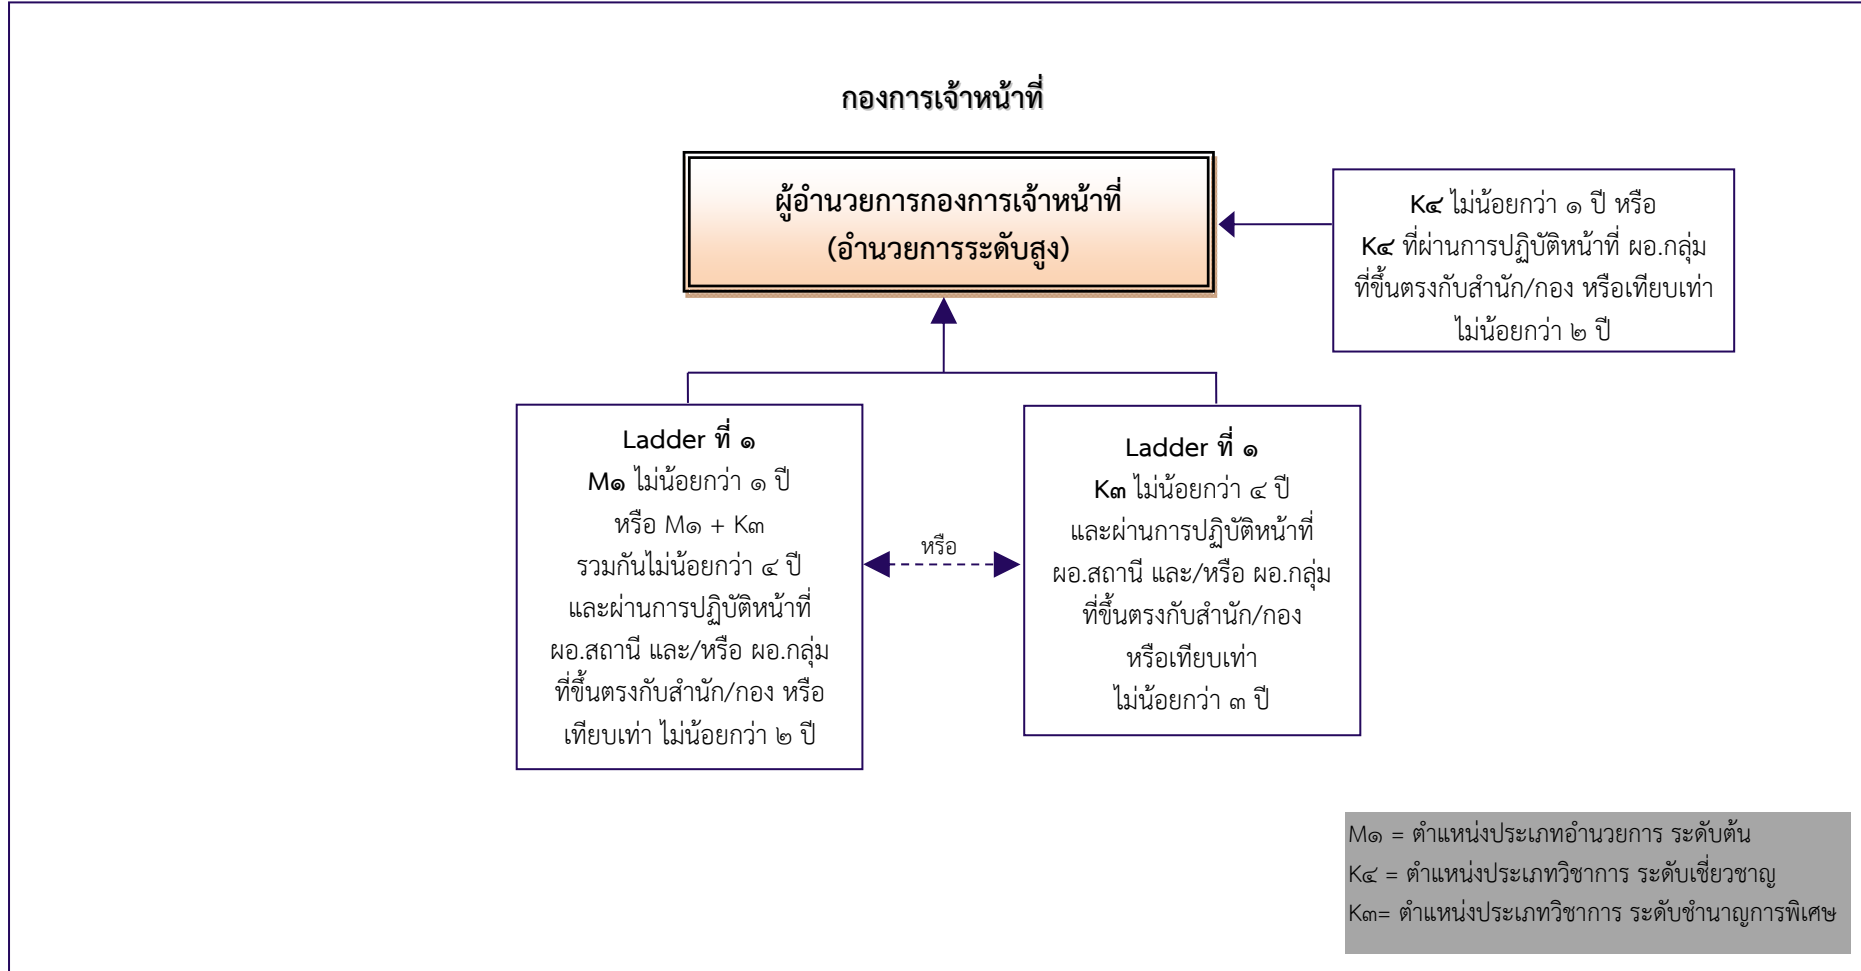 กองการเจ้าหน้าที่
ผู้อำนวยการกองการเจ้าหน้าที่
(อำนวยการระดับสูง)
K๔ ไม่น้อยกว่า ๑ ปี หรือ
K๔ ที่ผ่านการปฏิบัติหน้าที่ ผอ.กลุ่ม
ที่ขึ้นตรงกับสำนัก/กอง หรือเทียบเท่า
ไม่น้อยกว่า ๒ ปี
Ladder ที่ ๑
M๑ ไม่น้อยกว่า ๑ ปี
หรือ M๑ + K๓
รวมกันไม่น้อยกว่า ๔ ปี
และผ่านการปฏิบัติหน้าที่
ผอ.สถานี และ/หรือ ผอ.กลุ่ม
ที่ขึ้นตรงกับสำนัก/กอง หรือ
เทียบเท่า ไม่น้อยกว่า ๒ ปี
หรือ
Ladder ที่ ๑
K๓ ไม่น้อยกว่า ๔ ปี
และผ่านการปฏิบัติหน้าที่
ผอ.สถานี และ/หรือ ผอ.กลุ่ม
ที่ขึ้นตรงกับสำนัก/กอง
หรือเทียบเท่า
ไม่น้อยกว่า ๓ ปี
M๑ = ตำแหน่งประเภทอำนวยการ ระดับต้น
K๔ = ตำแหน่งประเภทวิชาการ ระดับเชี่ยวชาญ
K๓= ตำแหน่งประเภทวิชาการ ระดับชำนาญการพิเศษ